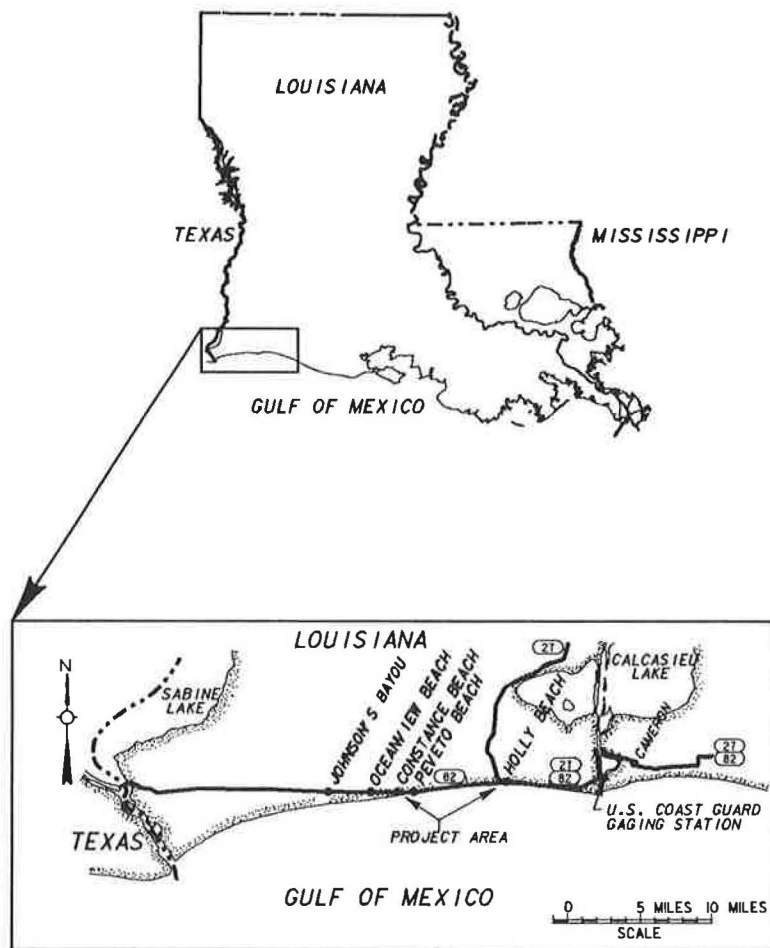 LOUISIANA
TEXAS
MISSISSIPPI
GULF OF MEXICO
LOUISIANA
N
SABINE
LAKE
JOHNSON'S BAYOU
OCEANVIEW BEACH
CONSTANCE BEACH
PEVETO BEACH
HOLLY BEACH
27
CALCASIEU
LAKE
CAMERON
82
27
82
27
82
U.S. COAST GUARD
GAGING STATION
PROJECT AREA
TEXAS
GULF OF MEXICO
0 5 MILES 10 MILES
SCALE